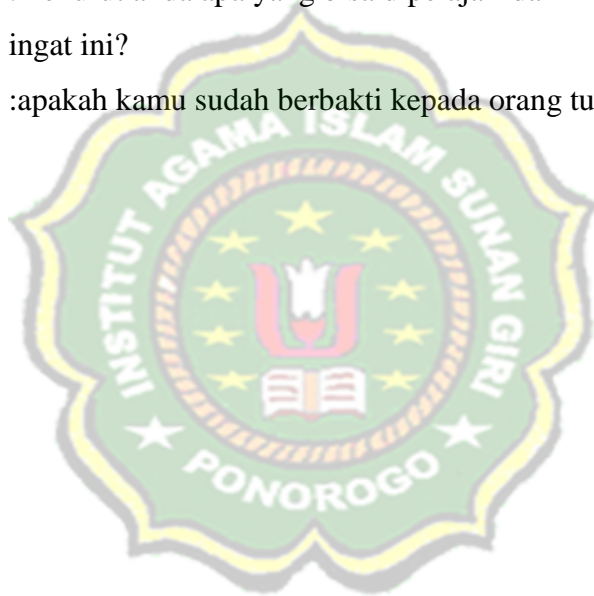 ingat ini?
:apakah kamu sudah berbakti kepada orang tu
INSTITUT AGAMA ISLAM SUNAN GIRI
PONOROGO